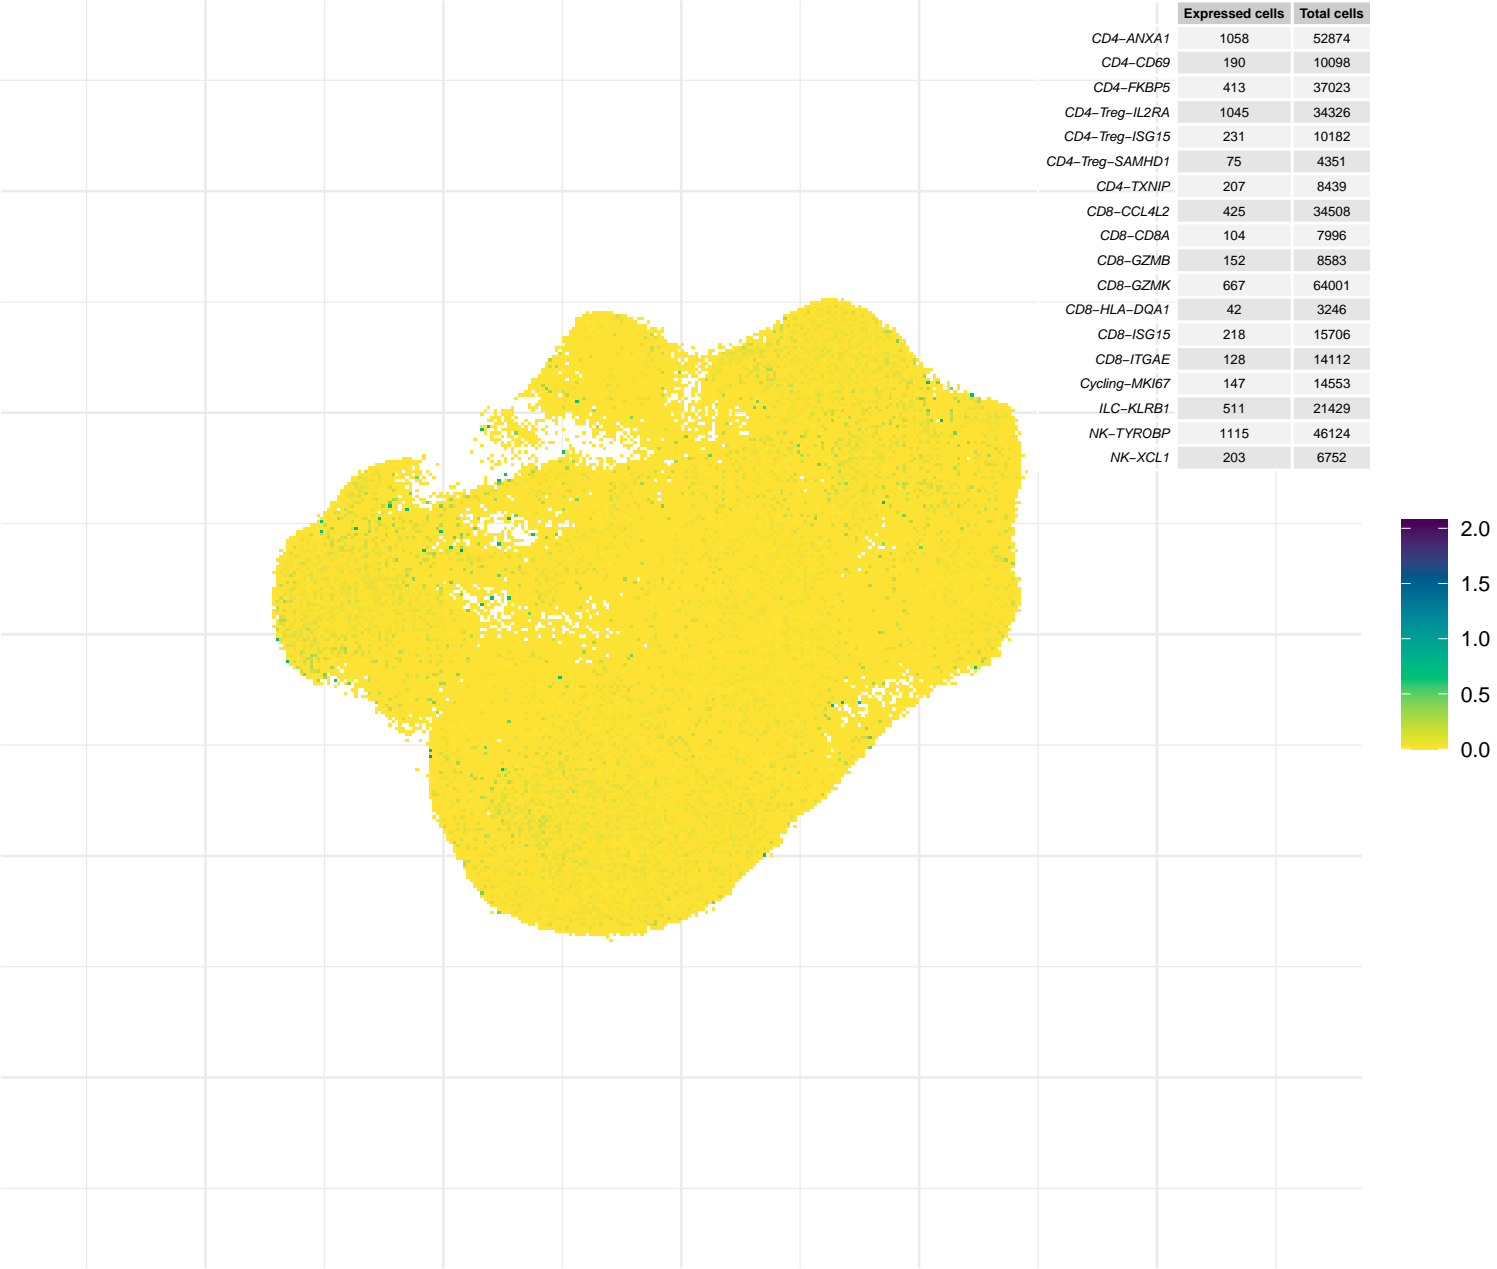 Expressed cells Total cells
CD4−ANXA1 1058 52874
CD4−CD69 190 10098
CD4−FKBP5 413 37023
CD4−Treg−IL2RA 1045 34326
CD4−Treg−ISG15 231 10182
CD4−Treg−SAMHD1 75 4351
CD4−TXNIP 207 8439
CD8−CCL4L2 425 34508
CD8−CD8A 104 7996
CD8−GZMB 152 8583
CD8−GZMK 667 64001
CD8−HLA−DQA1 42 3246
CD8−ISG15 218 15706
CD8−ITGAE 128 14112
Cycling−MKI67 147 14553
ILC−KLRB1 511 21429
NK−TYROBP 1115 46124
NK−XCL1 203 6752
2.0
1.5
1.0
0.5
0.0